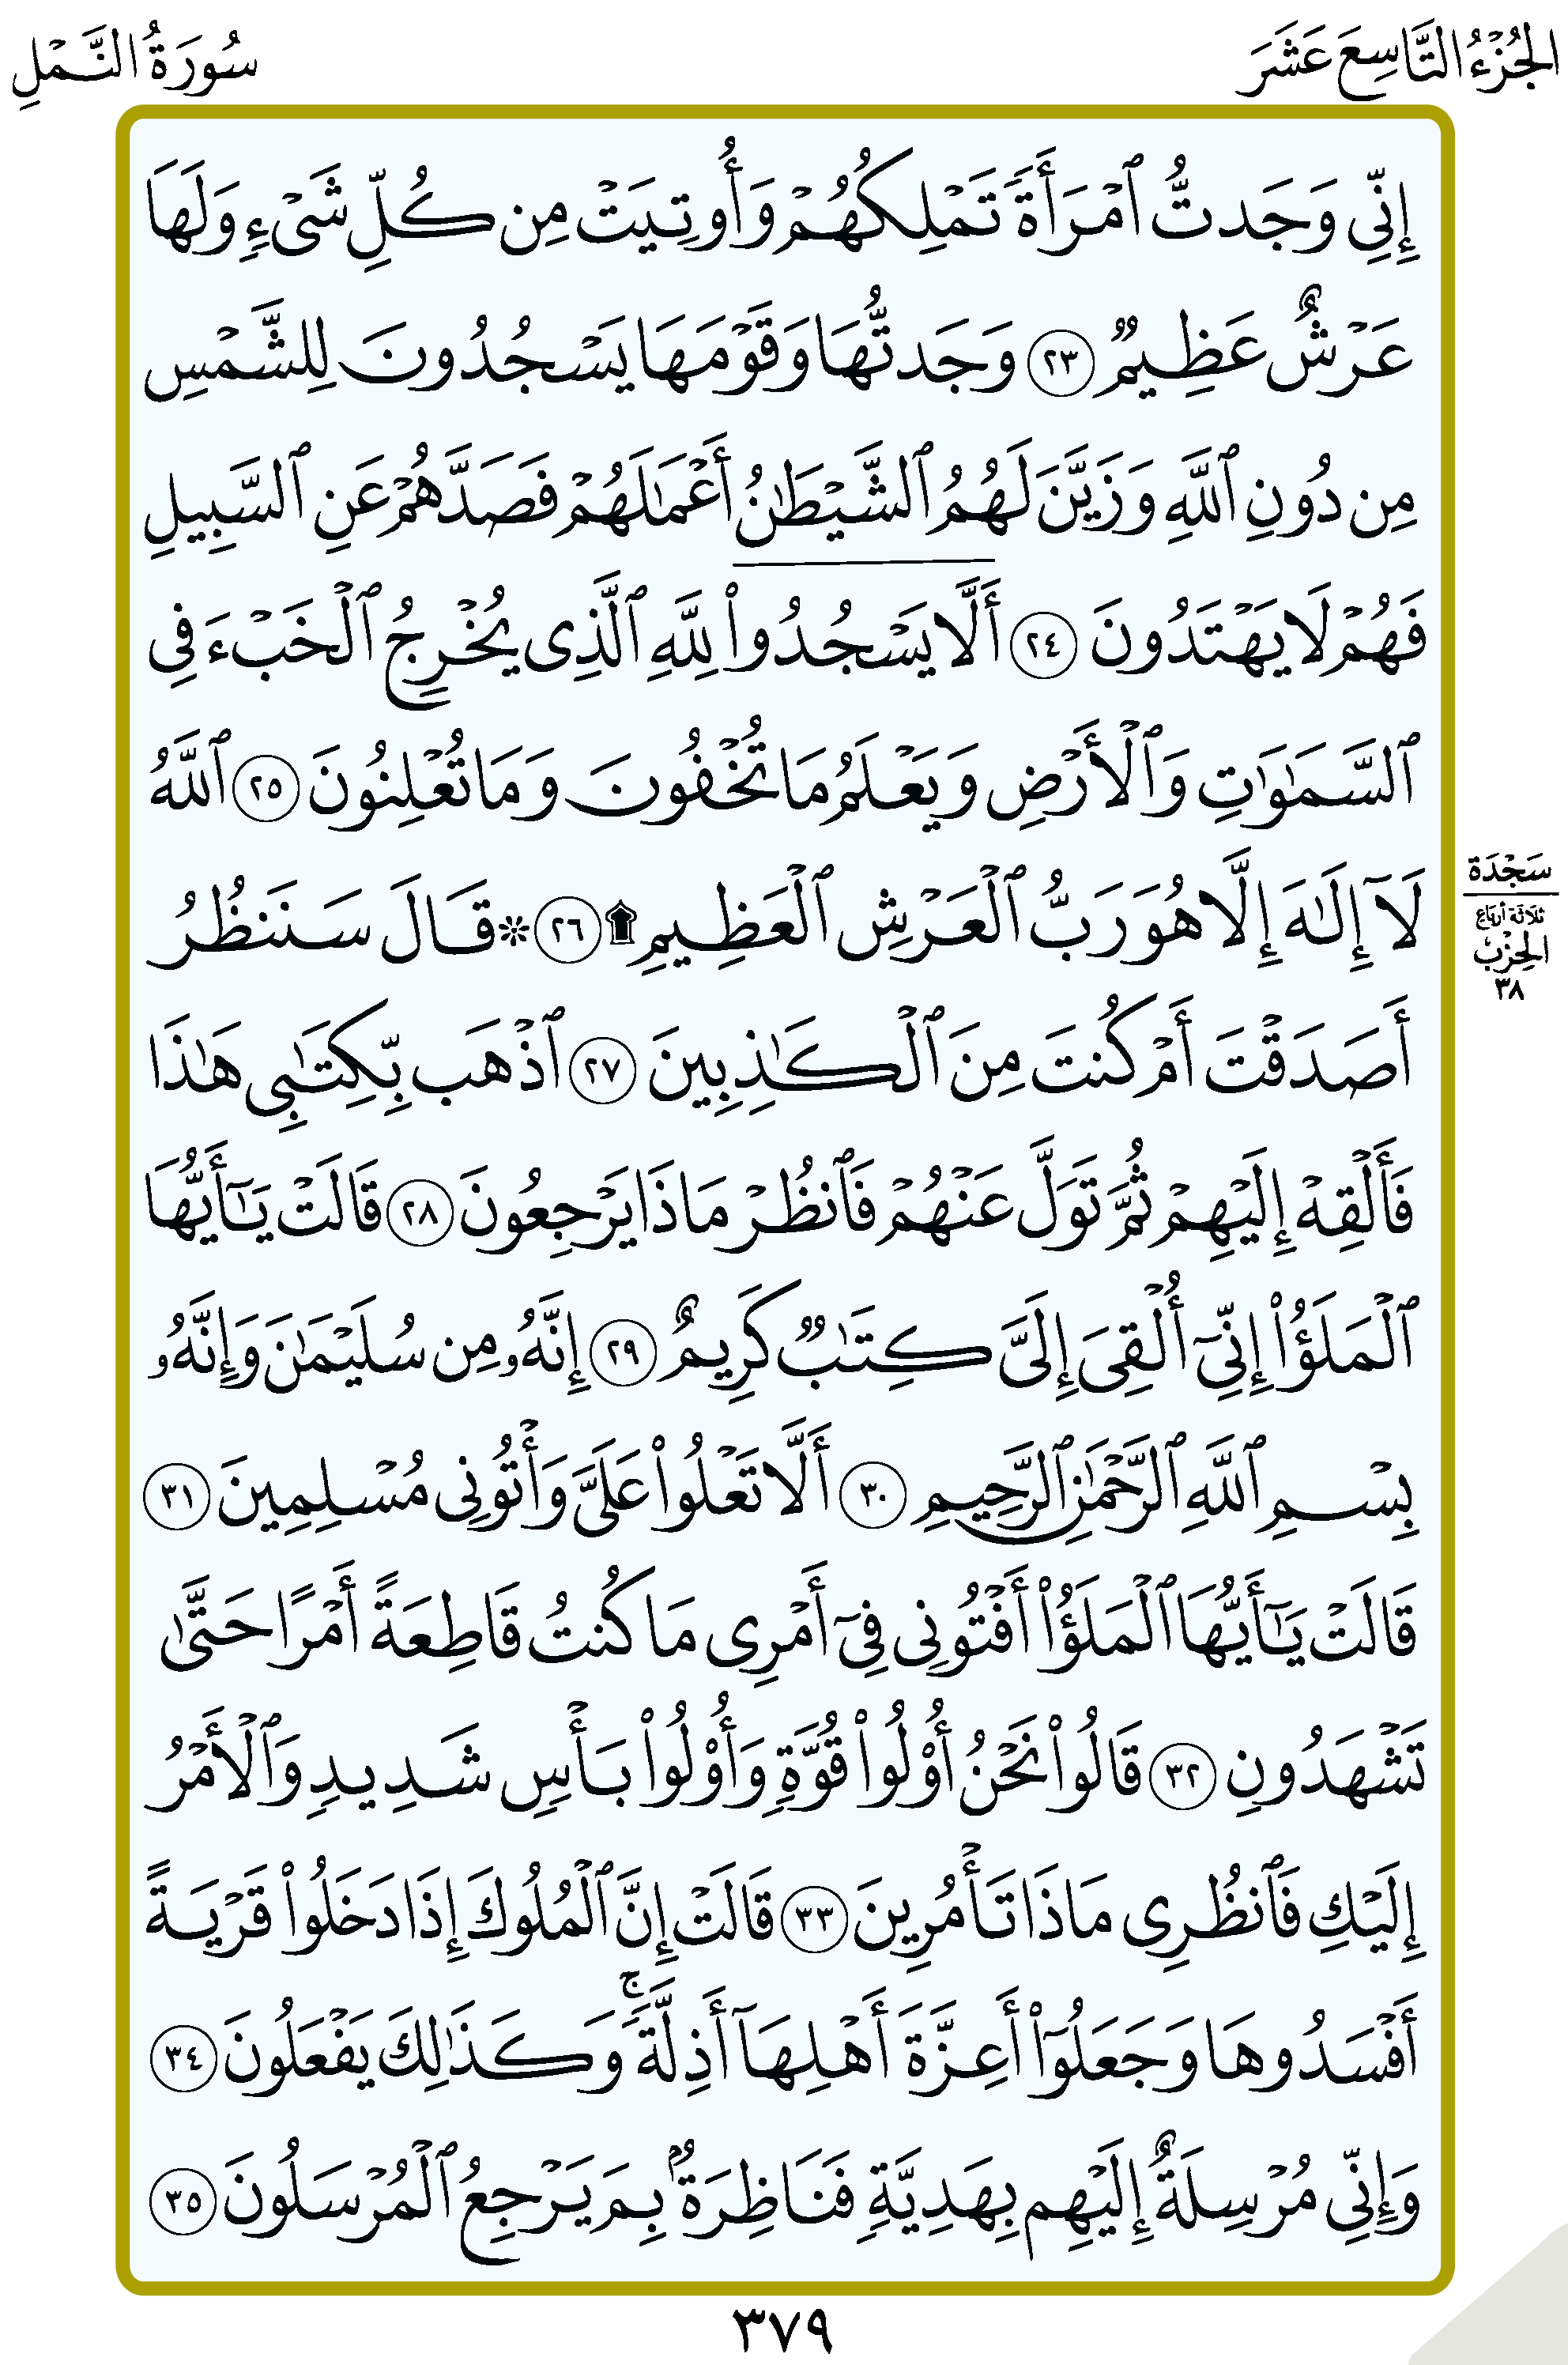 الجُزْءُ التَّاسِعَ عَشَرَ
سُورَةُ النَّمْلِ
إِنِّي وَجَدتُّ ٱمْرَأَةً تَمْلِكُهُمْ وَأُوتِيَتْ مِن كُلِّ شَىْءٍ وَلَهَا
عَرْشٌ عَظِيمٌ ٢٣ وَجَدتُّهَا وَقَوْمَهَا يَسْجُدُونَ لِلشَّمْسِ
مِن دُونِ ٱللَّهِ وَزَيَّنَ لَهُمُ ٱلشَّيْطَٰنُ أَعْمَٰلَهُمْ فَصَدَّهُمْ عَنِ ٱلسَّبِيلِ
فَهُمْ لَا يَهْتَدُونَ ٢٤ أَلَّا يَسْجُدُوا۟ لِلَّهِ ٱلَّذِى يُخْرِجُ ٱلْخَبْءَ فِى
ٱلسَّمَٰوَٰتِ وَٱلْأَرْضِ وَيَعْلَمُ مَا تُخْفُونَ وَمَا تُعْلِنُونَ ٢٥ ٱللَّهُ
لَآ إِلَٰهَ إِلَّا هُوَ رَبُّ ٱلْعَرْشِ ٱلْعَظِيمِ ۩ ٢٦ ۞ قَالَ سَنَنظُرُ
سَجْدَة
ثلاثة أرباع
الحِزْب
٣٨
أَصَدَقْتَ أَمْ كُنتَ مِنَ ٱلْكَٰذِبِينَ ٢٧ ٱذْهَب بِّكِتَٰبِى هَٰذَا
فَأَلْقِهْ إِلَيْهِمْ ثُمَّ تَوَلَّ عَنْهُمْ فَٱنظُرْ مَاذَا يَرْجِعُونَ ٢٨ قَالَتْ يَٰٓأَيُّهَا
ٱلْمَلَؤُا۟ إِنِّىٓ أُلْقِىَ إِلَىَّ كِتَٰبٌ كَرِيمٌ ٢٩ إِنَّهُۥ مِن سُلَيْمَٰنَ وَإِنَّهُۥ
بِسْمِ ٱللَّهِ ٱلرَّحْمَٰنِ ٱلرَّحِيمِ ٣٠ أَلَّا تَعْلُوا۟ عَلَىَّ وَأْتُونِى مُسْلِمِينَ ٣١
قَالَتْ يَٰٓأَيُّهَا ٱلْمَلَؤُا۟ أَفْتُونِى فِىٓ أَمْرِى مَا كُنتُ قَاطِعَةً أَمْرًا حَتَّىٰ
تَشْهَدُونِ ٣٢ قَالُوا۟ نَحْنُ أُو۟لُوا۟ قُوَّةٍ وَأُو۟لُوا۟ بَأْسٍ شَدِيدٍ وَٱلْأَمْرُ
إِلَيْكِ فَٱنظُرِى مَاذَا تَأْمُرِينَ ٣٣ قَالَتْ إِنَّ ٱلْمُلُوكَ إِذَا دَخَلُوا۟ قَرْيَةً
أَفْسَدُوهَا وَجَعَلُوٓا۟ أَعِزَّةَ أَهْلِهَآ أَذِلَّةً ۚ وَكَذَٰلِكَ يَفْعَلُونَ ٣٤
وَإِنِّى مُرْسِلَةٌ إِلَيْهِم بِهَدِيَّةٍ فَنَاظِرَةٌۢ بِمَ يَرْجِعُ ٱلْمُرْسَلُونَ ٣٥
٣٧٩